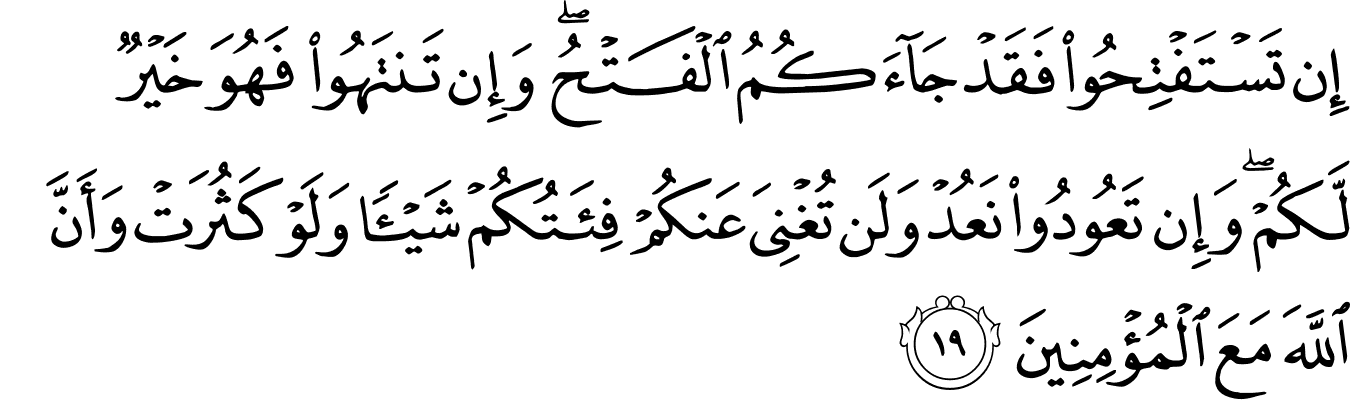 إِن تَسْتَفْتِحُوا۟ فَقَدْ جَآءَكُمُ ٱلْفَتْحُ ۖ وَإِن تَنتَهُوا۟ فَهُوَ خَيْرٌۭ
لَّكُمْ ۖ وَإِن تَعُودُوا۟ نَعُدْ وَلَن تُغْنِىَ عَنكُمْ فِئَتُكُمْ شَيْـًۭٔا وَلَوْ كَثُرَتْ وَأَنَّ
ٱللَّهَ مَعَ ٱلْمُؤْمِنِينَ ١٩